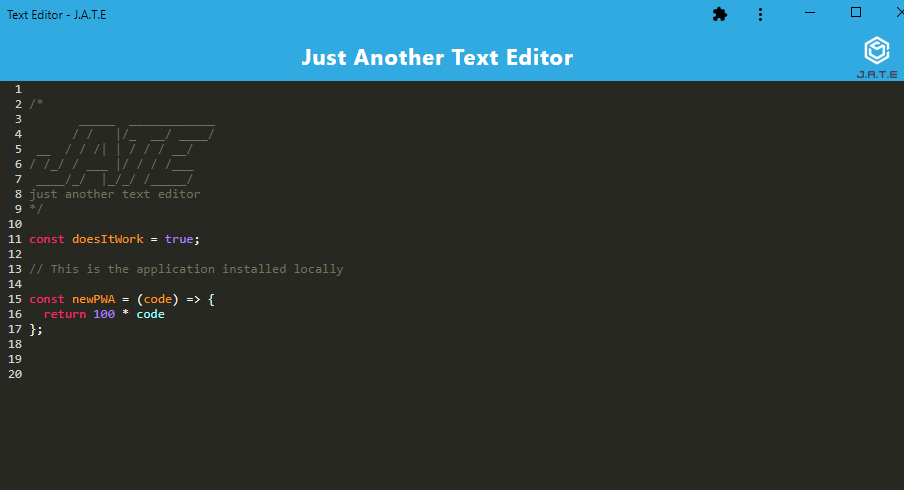 Text Editor - J.A.T.E
Just Another Text Editor
J.A.T.E
1
2 /*
3        _____  ____________
4       / /   |/_  __/ ____/
5  __  / / /| | / / / __/
6 / /_/ / ___ |/ / / /___
7  ____/_/  |_/_/ /_____/
8 just another text editor
9 */
10
11 const doesItWork = true;
12
13 // This is the application installed locally
14
15 const newPWA = (code) => {
16   return 100 * code
17 };
18
19
20